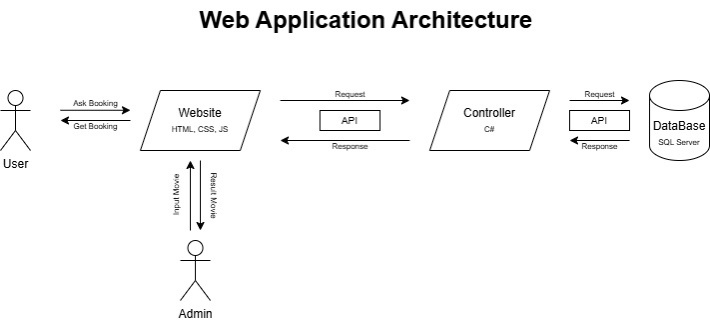 Web Application Architecture
Ask Booking
Get Booking
User
Website
HTML, CSS, JS
Input Movie
Result Movie
Admin
Request
API
Response
Controller
C#
Request
API
Response
DataBase
SQL Server